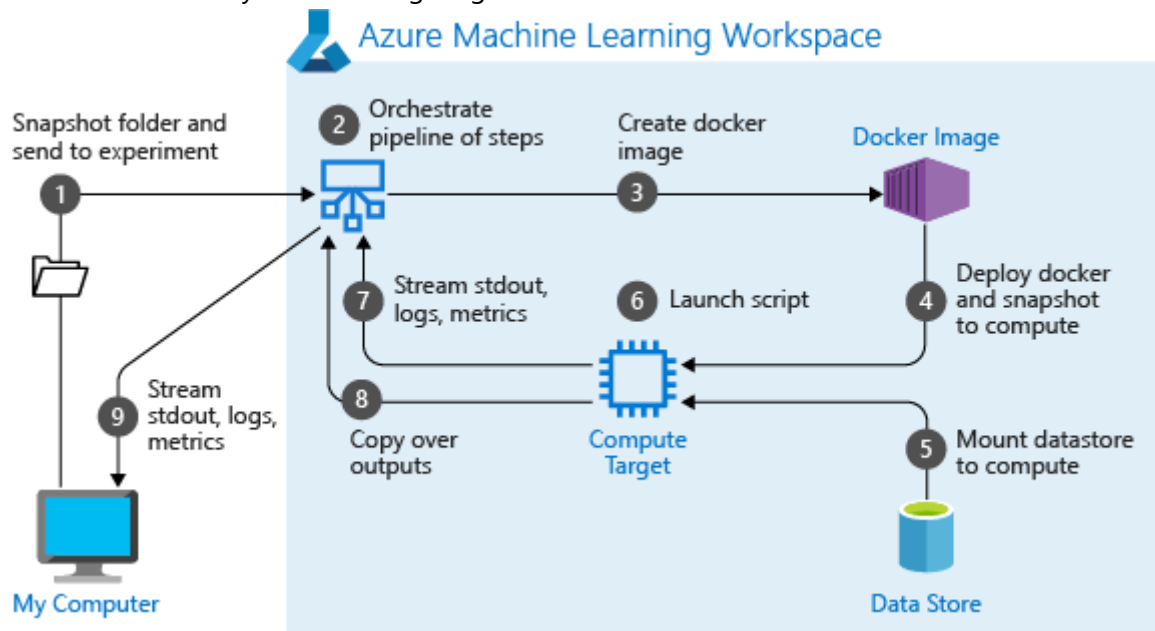 Azure Machine Learning Workspace
Snapshot folder and
send to experiment
1
2
Orchestrate
pipeline of steps
Create docker
image
3
Docker Image
7
Stream stdout,
logs, metrics
6
Launch script
4
Deploy docker
and snapshot
to compute
9
Stream
stdout, logs,
metrics
8
Copy over
outputs
Compute
Target
5
Mount datastore
to compute
My Computer
Data Store